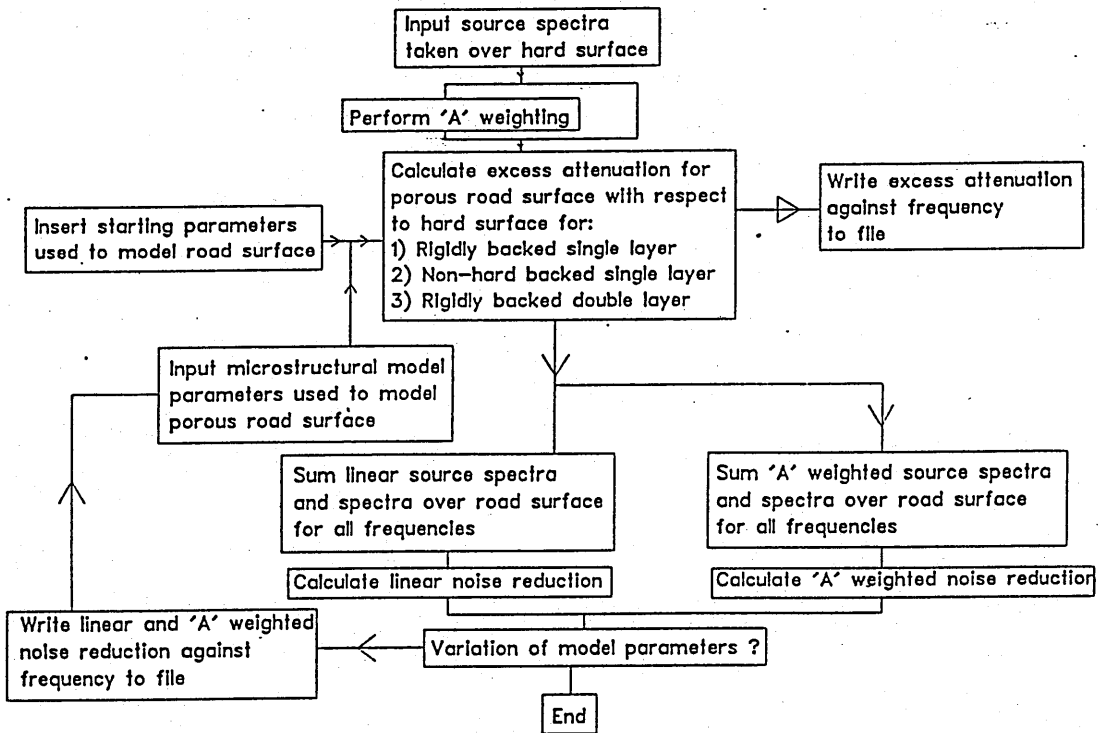 Input source spectra
taken over hard surface
Perform 'A' weighting
Calculate excess attenuation for
porous road surface with respect
to hard surface for:
1) Rigidly backed single layer
2) Non-hard backed single layer
3) Rigidly backed double layer
Write excess attenuation
against frequency
to file
Insert starting parameters
used to model road surface
Input microstructural model
parameters used to model
porous road surface
Sum linear source spectra
and spectra over road surface
for all frequencies
Sum 'A' weighted source spectra
and spectra over road surface
for all frequencies
Calculate linear noise reduction
Calculate 'A' weighted noise reduction
Write linear and 'A' weighted
noise reduction against
frequency to file
Variation of model parameters ?
End